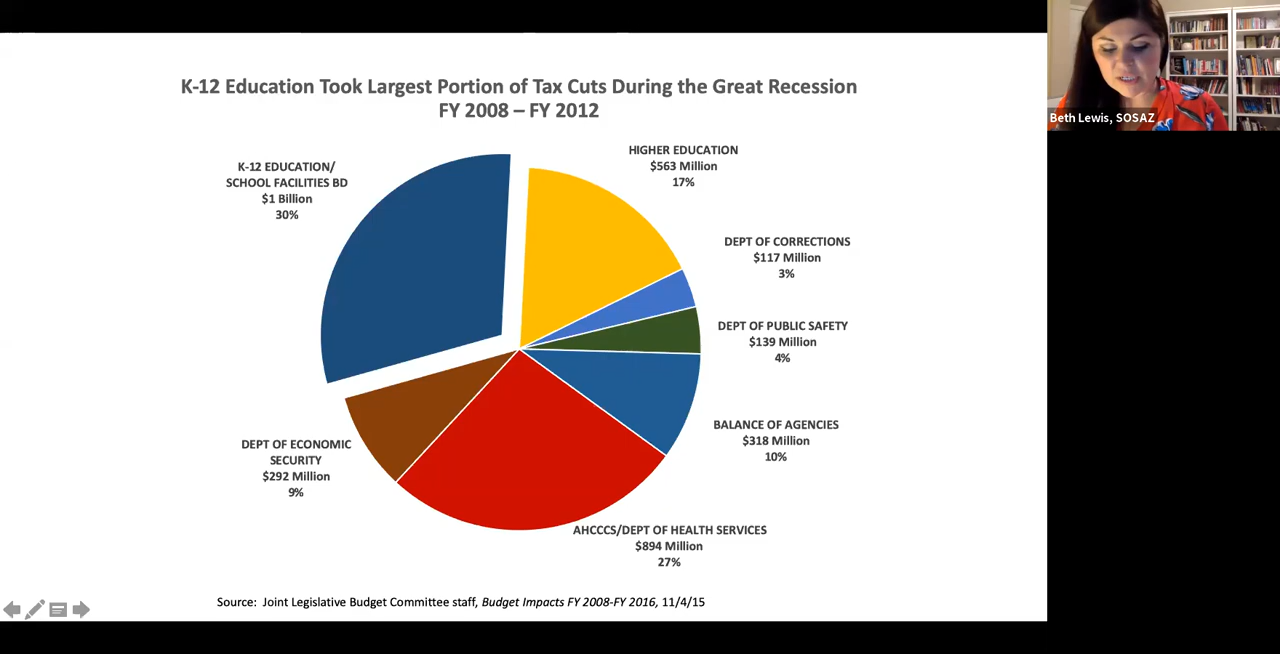 K-12 Education Took Largest Portion of Tax Cuts During the Great Recession
FY 2008 – FY 2012
K-12 EDUCATION/
SCHOOL FACILITIES BD
$1 Billion
30%
HIGHER EDUCATION
$563 Million
17%
DEPT OF CORRECTIONS
$117 Million
3%
DEPT OF PUBLIC SAFETY
$139 Million
4%
BALANCE OF AGENCIES
$318 Million
10%
AHCCCS/DEPT OF HEALTH SERVICES
$894 Million
27%
DEPT OF ECONOMIC
SECURITY
$292 Million
9%
Source: Joint Legislative Budget Committee staff, Budget Impacts FY 2008-FY 2016, 11/4/15
Beth Lewis, SOSAZ